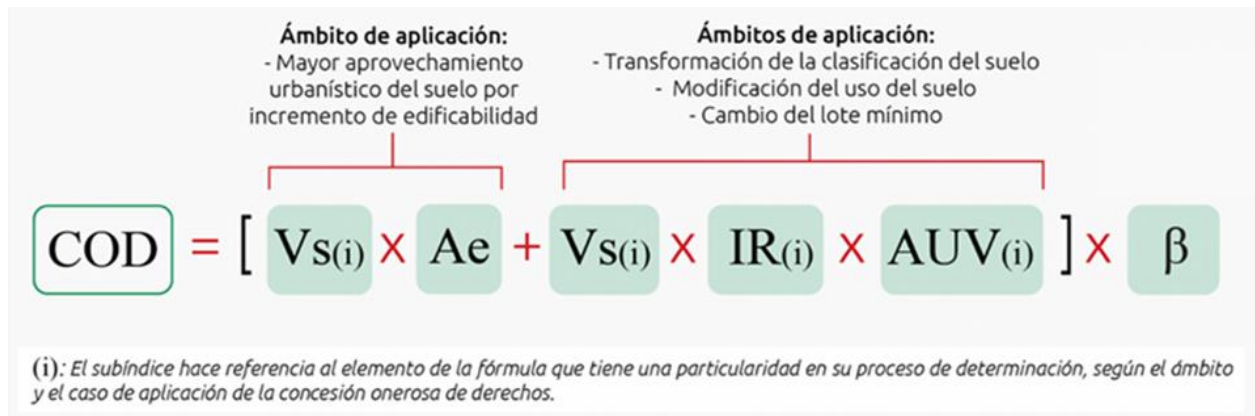 Ámbito de aplicación:
- Mayor aprovechamiento
urbanístico del suelo por
incremento de edificabilidad
Ámbitos de aplicación:
- Transformación de la clasificación del suelo
- Modificación del uso del suelo
- Cambio del lote mínimo
COD = [ Vs(i) X Ae + Vs(i) X IR(i) X AUV(i) ] X β
(i): El subíndice hace referencia al elemento de la fórmula que tiene una particularidad en su proceso de determinación, según el ámbito
y el caso de aplicación de la concesión onerosa de derechos.